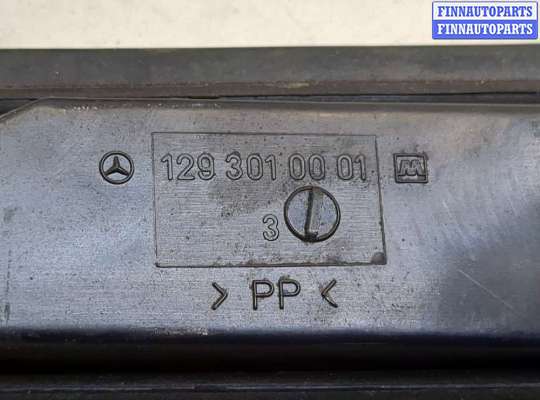 FINNAUTOPARTS
FINNAUTOPARTS
129 301 00 01
3
> PP <